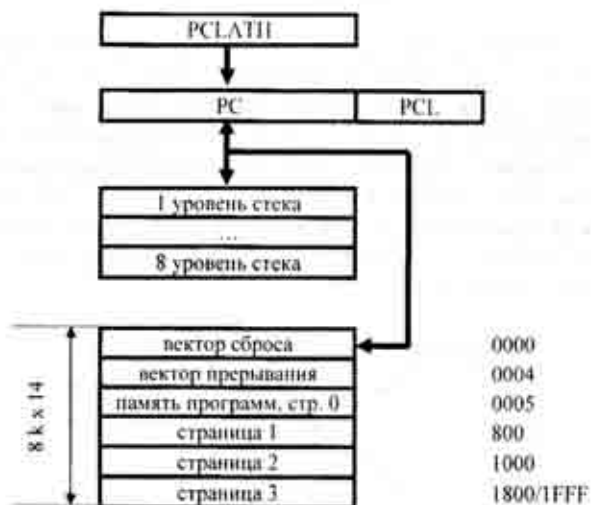 PCLATH
PC PCL
1 уровень стека
...
8 уровень стека
вектор сброса 0000
вектор прерывания 0004
память программ, стр. 0 0005
страница 1 800
страница 2 1000
страница 3 1800/1FFF
8 k x 14